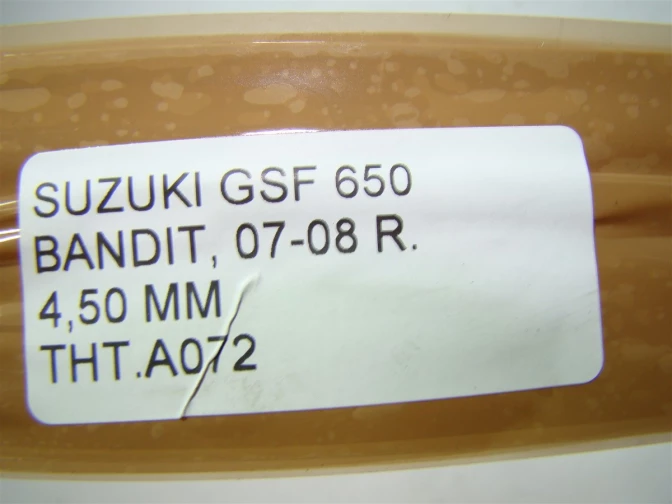 SUZUKI GSF 650
BANDIT, 07-08 R.
4,50 MM
THT.A072